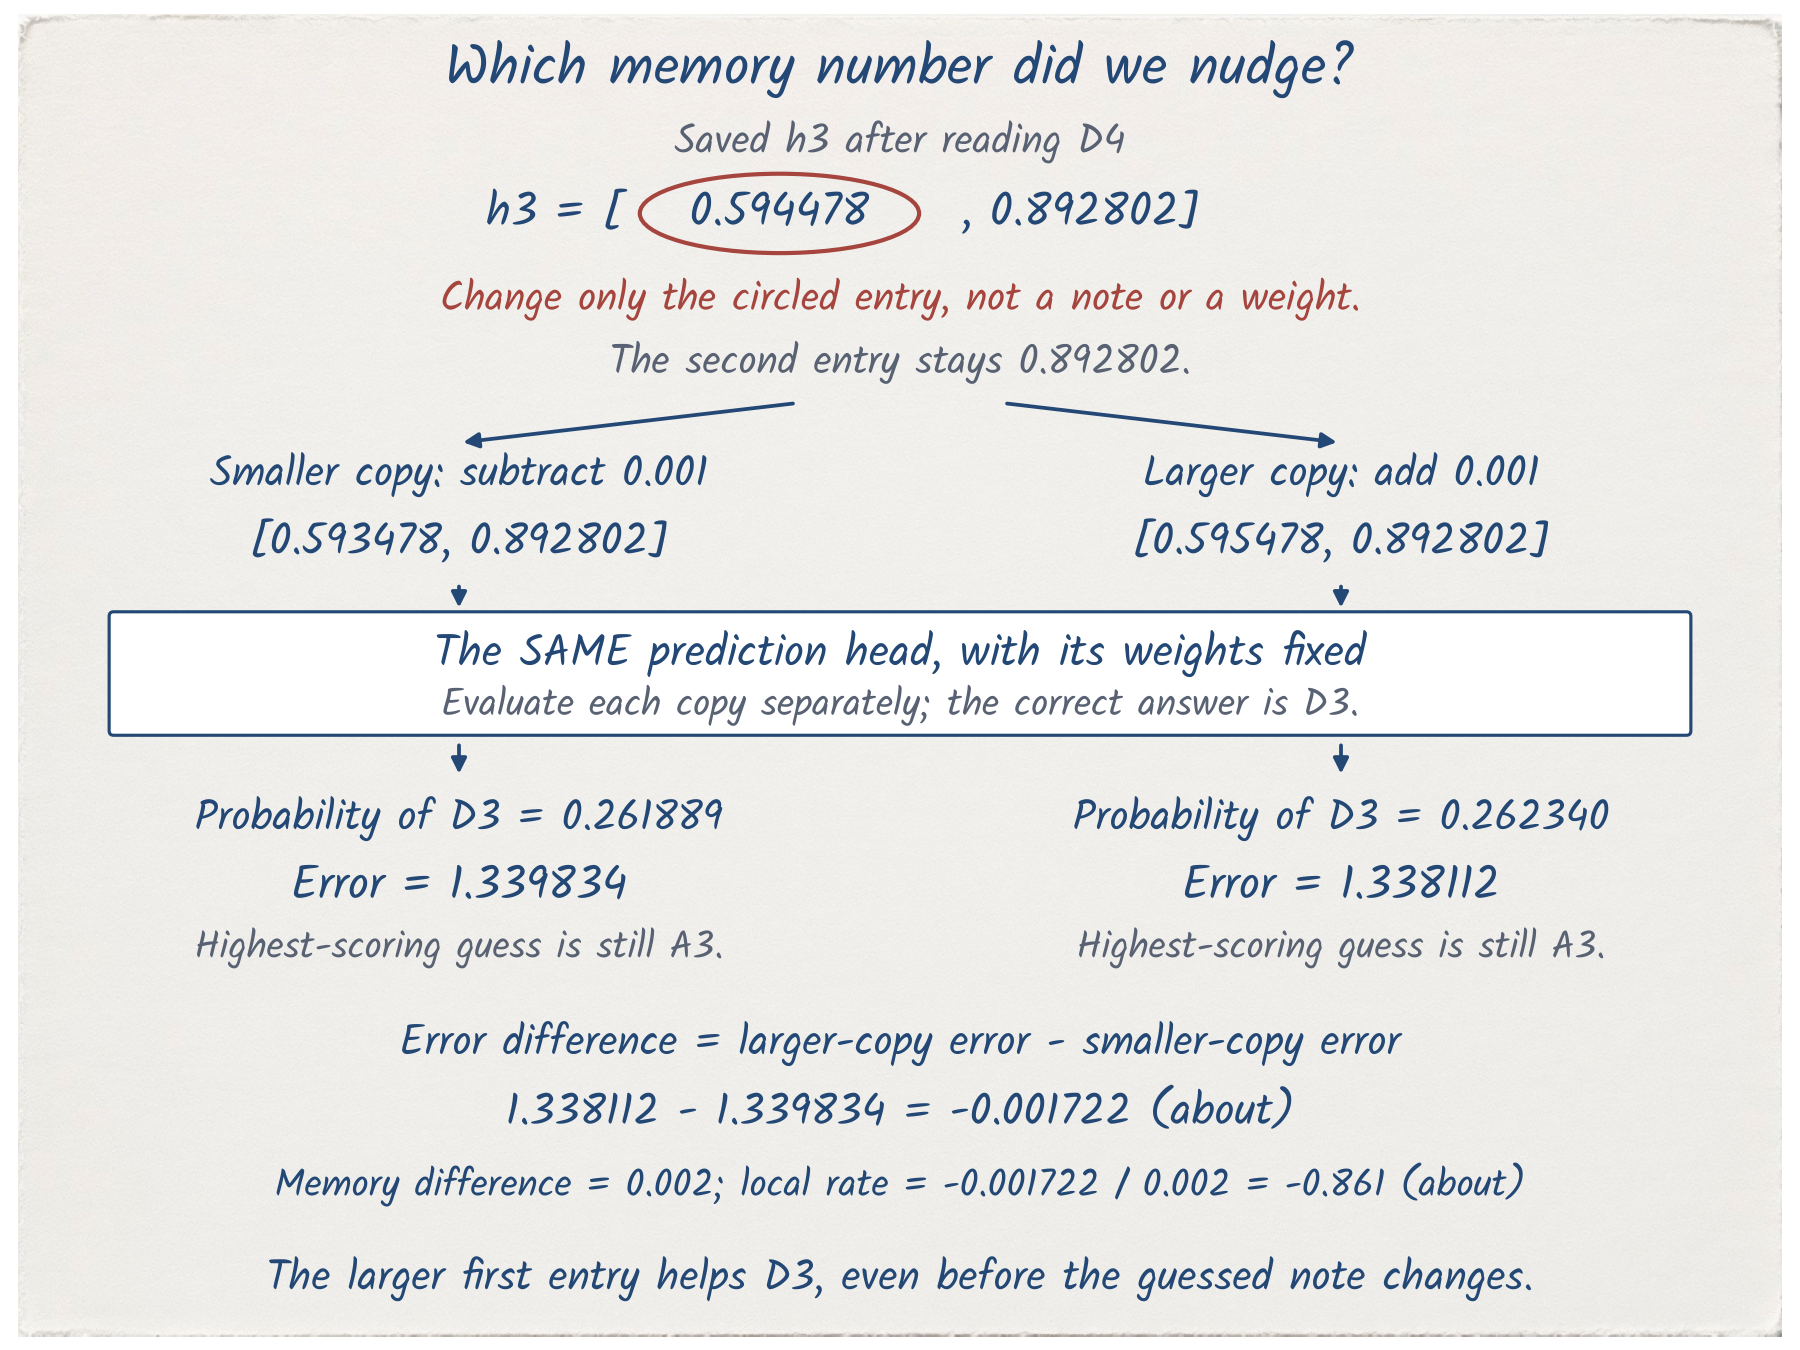 Which memory number did we nudge?
Saved h3 after reading D4
h3 = [ 0.594478 , 0.892802]
Change only the circled entry, not a note or a weight.
The second entry stays 0.892802.
Smaller copy: subtract 0.001
[0.593478, 0.892802]
Larger copy: add 0.001
[0.595478, 0.892802]
The SAME prediction head, with its weights fixed
Evaluate each copy separately; the correct answer is D3.
Probability of D3 = 0.261889
Error = 1.339834
Highest-scoring guess is still A3.
Probability of D3 = 0.262340
Error = 1.338112
Highest-scoring guess is still A3.
Error difference = larger-copy error - smaller-copy error
1.338112 - 1.339834 = -0.001722 (about)
Memory difference = 0.002; local rate = -0.001722 / 0.002 = -0.861 (about)
The larger first entry helps D3, even before the guessed note changes.